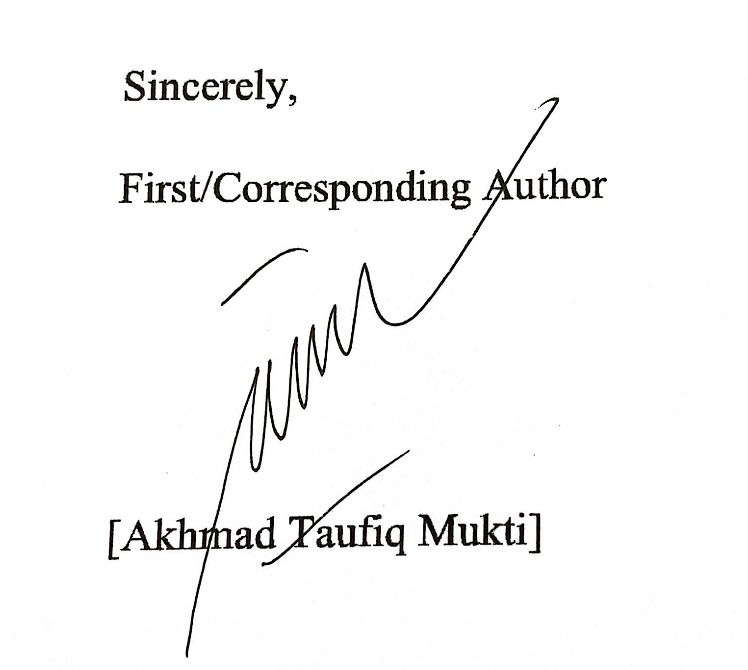 Sincerely,
First/Corresponding Author
[Akhmad Taufiq Mukti]